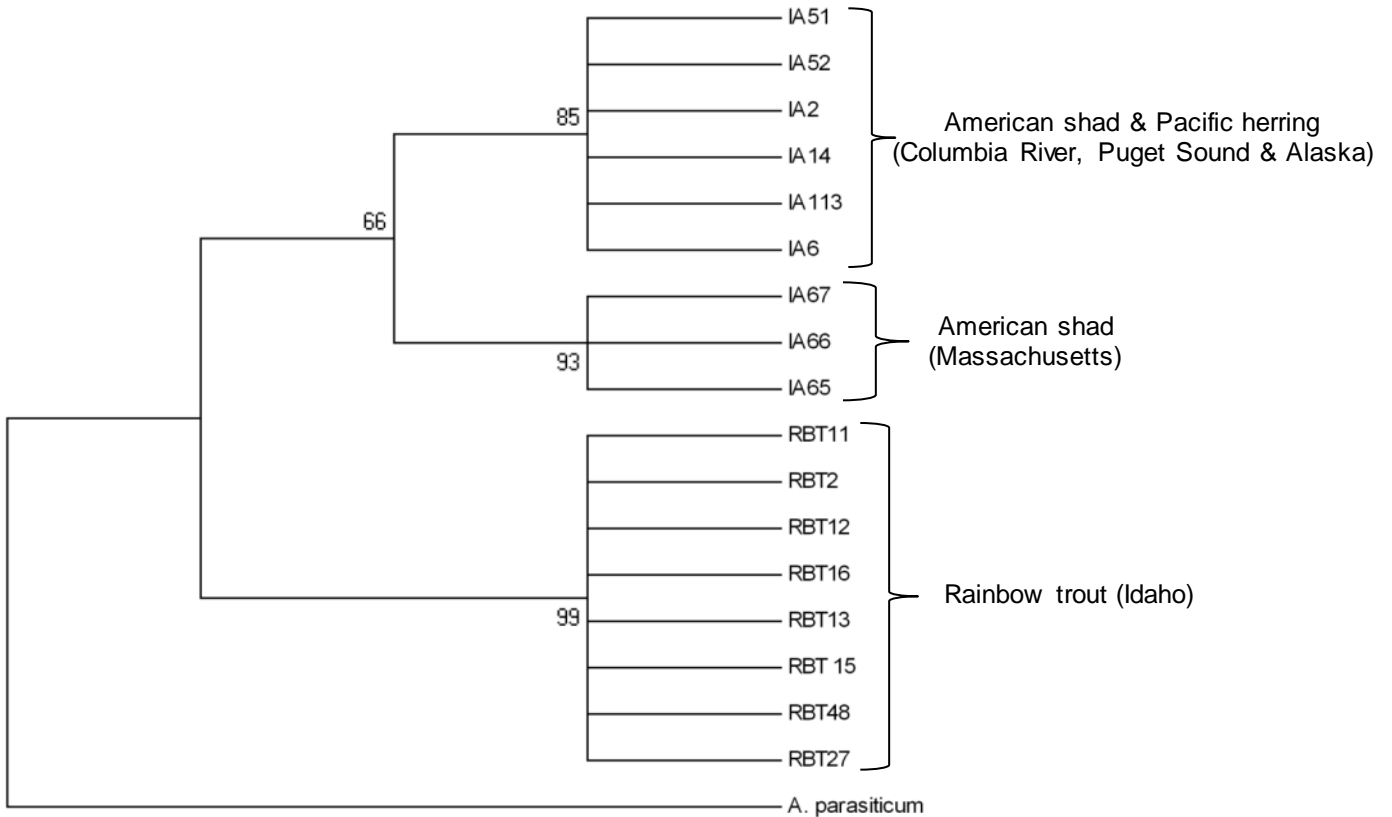 IA51
IA52
IA2
IA14
IA113
IA6
85
American shad & Pacific herring
(Columbia River, Puget Sound & Alaska)
66
IA67
IA66
IA65
93
American shad
(Massachusetts)
RBT11
RBT2
RBT12
RBT16
RBT13
RBT 15
RBT48
RBT27
99
Rainbow trout (Idaho)
A. parasiticum